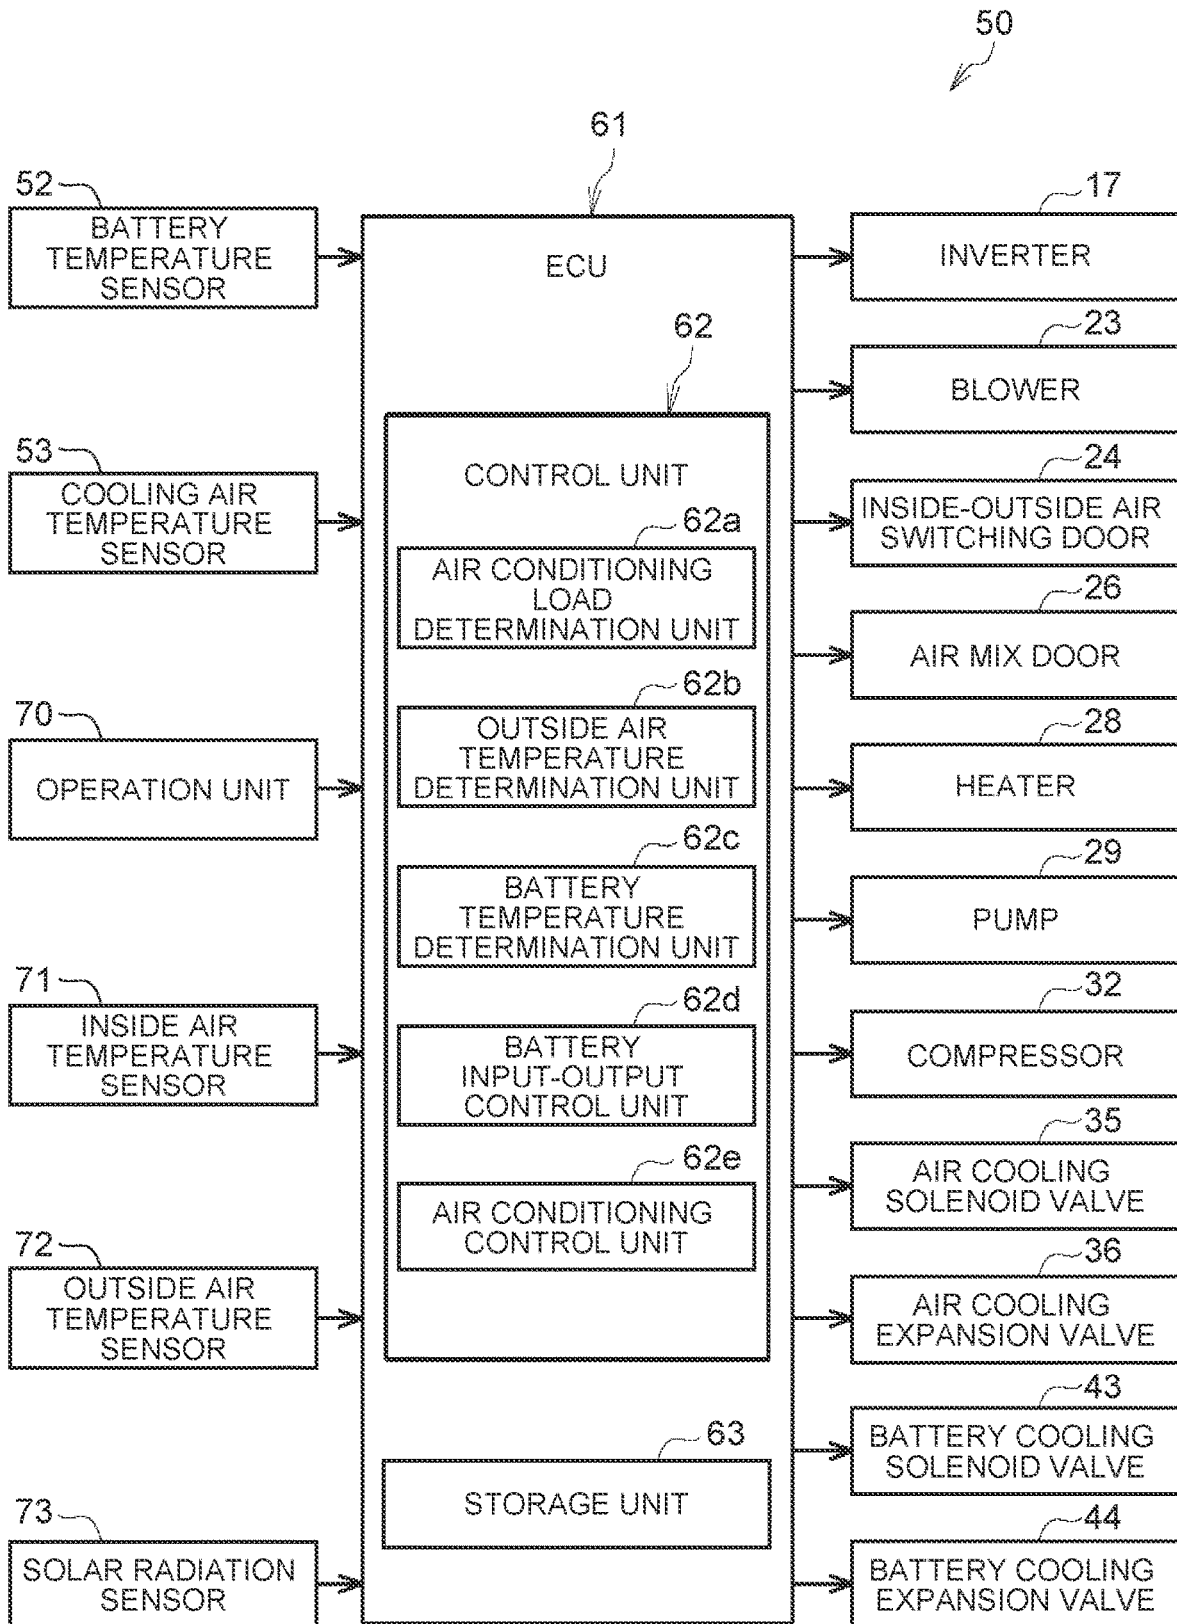 50
61
52
BATTERY
TEMPERATURE
SENSOR
53
COOLING AIR
TEMPERATURE
SENSOR
70
OPERATION UNIT
71
INSIDE AIR
TEMPERATURE
SENSOR
72
OUTSIDE AIR
TEMPERATURE
SENSOR
73
SOLAR RADIATION
SENSOR
ECU
62
CONTROL UNIT
62a
AIR CONDITIONING
LOAD
DETERMINATION UNIT
62b
OUTSIDE AIR
TEMPERATURE
DETERMINATION UNIT
62c
BATTERY
TEMPERATURE
DETERMINATION UNIT
62d
BATTERY
INPUT-OUTPUT
CONTROL UNIT
62e
AIR CONDITIONING
CONTROL UNIT
63
STORAGE UNIT
17
INVERTER
23
BLOWER
24
INSIDE-OUTSIDE AIR
SWITCHING DOOR
26
AIR MIX DOOR
28
HEATER
29
PUMP
32
COMPRESSOR
35
AIR COOLING
SOLENOID VALVE
36
AIR COOLING
EXPANSION VALVE
43
BATTERY COOLING
SOLENOID VALVE
44
BATTERY COOLING
EXPANSION VALVE